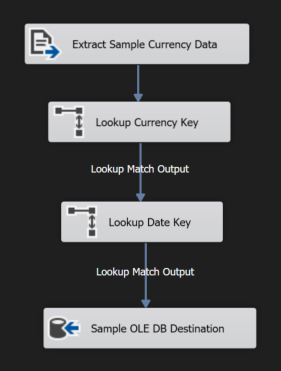 Extract Sample Currency Data
Lookup Currency Key
Lookup Match Output
Lookup Date Key
Lookup Match Output
Sample OLE DB Destination